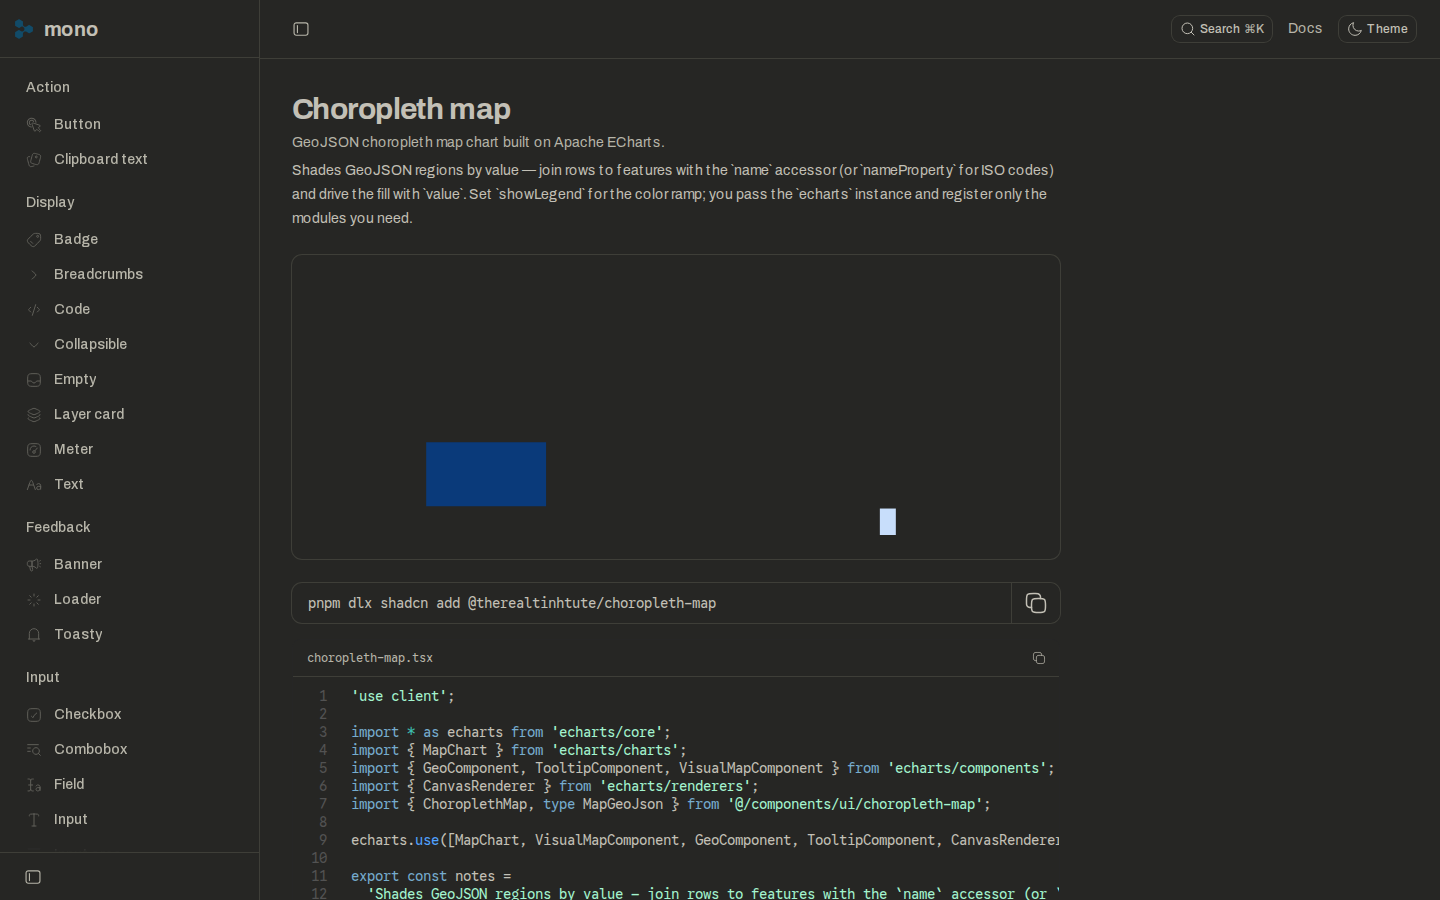 mono
Search ⌘K
Docs
Theme
Action
Button
Clipboard text
Display
Badge
Breadcrumbs
Code
Collapsible
Empty
Layer card
Meter
Text
Feedback
Banner
Loader
Toasty
Input
Checkbox
Combobox
Field
Input
Choropleth map
GeoJSON choropleth map chart built on Apache ECharts.
Shades GeoJSON regions by value — join rows to features with the `name` accessor (or `nameProperty` for ISO codes)
and drive the fill with `value`. Set `showLegend` for the color ramp; you pass the `echarts` instance and register only the
modules you need.
pnpm dlx shadcn add @therealtinhtute/choropleth-map
choropleth-map.tsx
1 'use client';
2
3 import * as echarts from 'echarts/core';
4 import { MapChart } from 'echarts/charts';
5 import { GeoComponent, TooltipComponent, VisualMapComponent } from 'echarts/components';
6 import { CanvasRenderer } from 'echarts/renderers';
7 import { ChoroplethMap, type MapGeoJson } from '@/components/ui/choropleth-map';
8
9 echarts.use([MapChart, VisualMapComponent, GeoComponent, TooltipComponent, CanvasRenderer
10
11 export const notes =
12 'Shades GeoJSON regions by value — join rows to features with the `name` accessor (or `